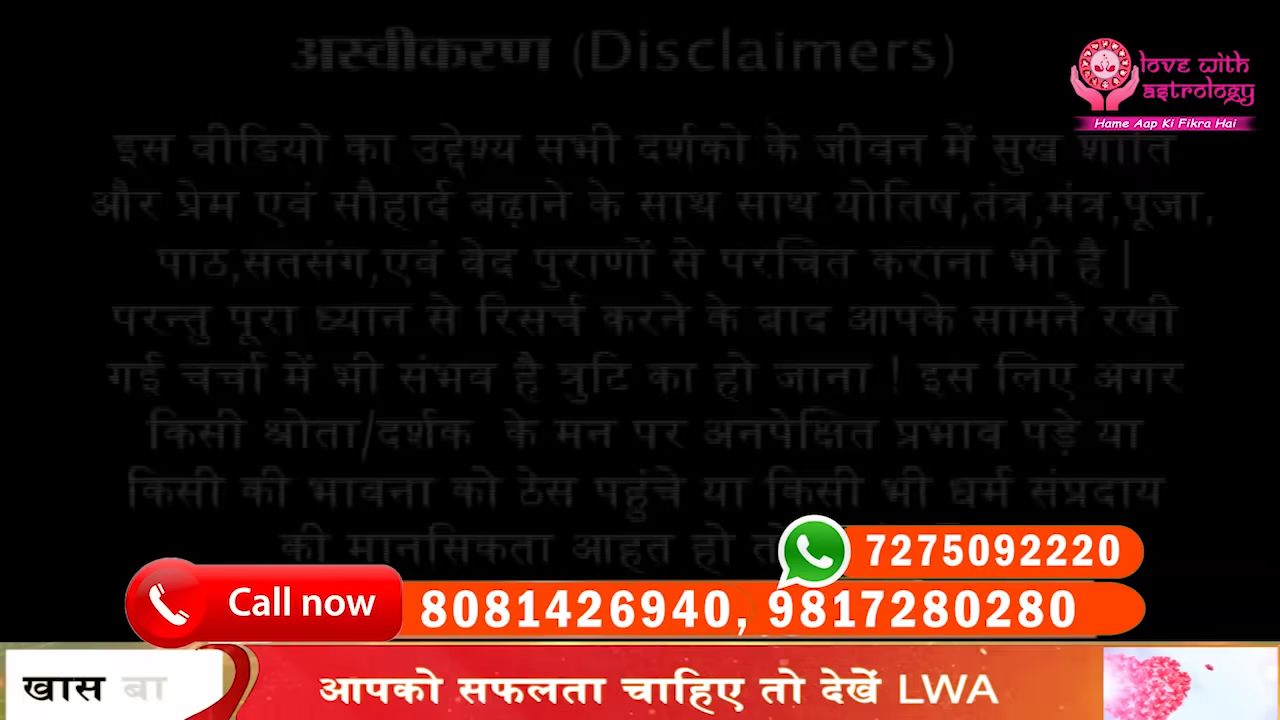 अस्वीकरण (Disclaimers)
love with
astrology
Hame Aap Ki Fikra Hai
इस वीडियो का उद्देश्य सभी दर्शको के जीवन में सुख शांति
और प्रेम एवं सौहार्द बढ़ाने के साथ साथ योतिष,तंत्र,मंत्र,पूजा,
पाठ,सतसंग,एवं वेद पुराणों से परचित कराना भी है |
परन्तु पूरा ध्यान से रिसर्च करने के बाद आपके सामने रखी
गई चर्चा में भी संभव है त्रुटि का हो जाना ! इस लिए अगर
किसी श्रोता/दर्शक के मन पर अनपेक्षित प्रभाव पड़े या
किसी की भावना को ठेस पहुंचे या किसी भी धर्म संप्रदाय
की मानसिकता आहत हो तो
7275092220
Call now
8081426940, 9817280280
खास बा
आपको सफलता चाहिए तो देखें LWA